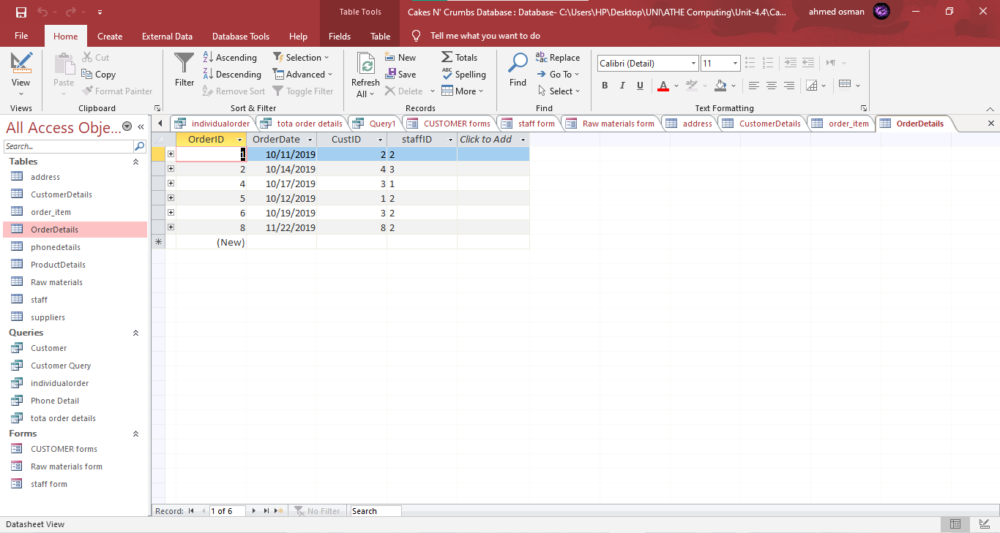 Table Tools
Cakes N' Crumbs Database : Database- C:\Users\HP\Desktop\UNI\ATHE Computing\Unit-4.4\Ca...
ahmed osman
File Home Create External Data Database Tools Help Fields Table Tell me what you want to do
View
Views
Paste
Cut
Copy
Format Painter
Clipboard
Filter
Ascending
Descending
Remove Sort
Selection
Advanced
Toggle Filter
Sort & Filter
Refresh
All
New
Save
Delete
Totals
Spelling
More
Records
Find
Replace
Go To
Select
Find
Calibri (Detail) 11
B I U A
Text Formatting
All Access Obje...
Search...
Tables
address
CustomerDetails
order_item
OrderDetails
phonedetails
ProductDetails
Raw materials
staff
suppliers
Queries
Customer
Customer Query
individualorder
Phone Detail
tota order details
Forms
CUSTOMER forms
Raw materials form
staff form
individualorder tota order details Query1 CUSTOMER forms staff form Raw materials form address CustomerDetails order_item OrderDetails
OrderID OrderDate CustID staffID Click to Add
1 10/11/2019 2 2
2 10/14/2019 4 3
4 10/17/2019 3 1
5 10/12/2019 1 2
6 10/19/2019 3 2
8 11/22/2019 8 2
(New)
Record: 1 of 6 No Filter Search
Datasheet View